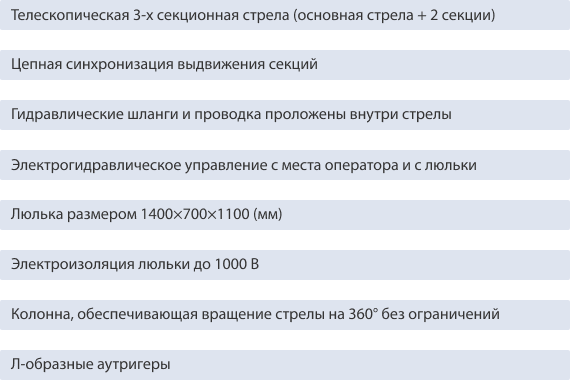 Телескопическая 3-х секционная стрела (основная стрела + 2 секции)
Цепная синхронизация выдвижения секций
Гидравлические шланги и проводка проложены внутри стрелы
Электрогидравлическое управление с места оператора и с люльки
Люлька размером 1400×700×1100 (мм)
Электроизоляция люльки до 1000 В
Колонна, обеспечивающая вращение стрелы на 360° без ограничений
Л-образные аутригеры